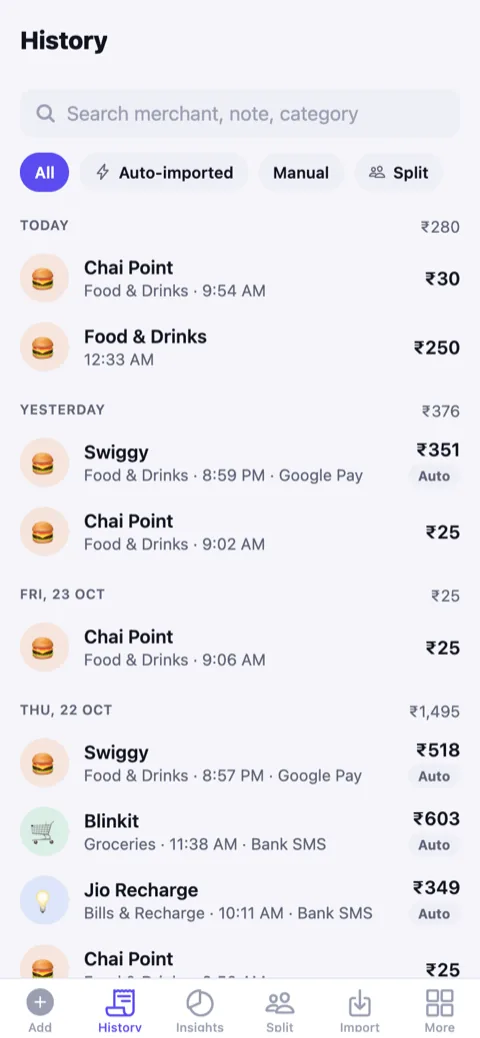 History
Search merchant, note, category
All
Auto-imported
Manual
Split
TODAY ₹280
Chai Point
Food & Drinks · 9:54 AM
₹30
Food & Drinks
12:33 AM
₹250
YESTERDAY ₹376
Swiggy
Food & Drinks · 8:59 PM · Google Pay
₹351
Auto
Chai Point
Food & Drinks · 9:02 AM
₹25
FRI, 23 OCT ₹25
Chai Point
Food & Drinks · 9:06 AM
₹25
THU, 22 OCT ₹1,495
Swiggy
Food & Drinks · 8:57 PM · Google Pay
₹518
Auto
Blinkit
Groceries · 11:38 AM · Bank SMS
₹603
Auto
Jio Recharge
Bills & Recharge · 10:11 AM · Bank SMS
₹349
Auto
Chai Point
₹25
Add
History
Insights
Split
Import
More